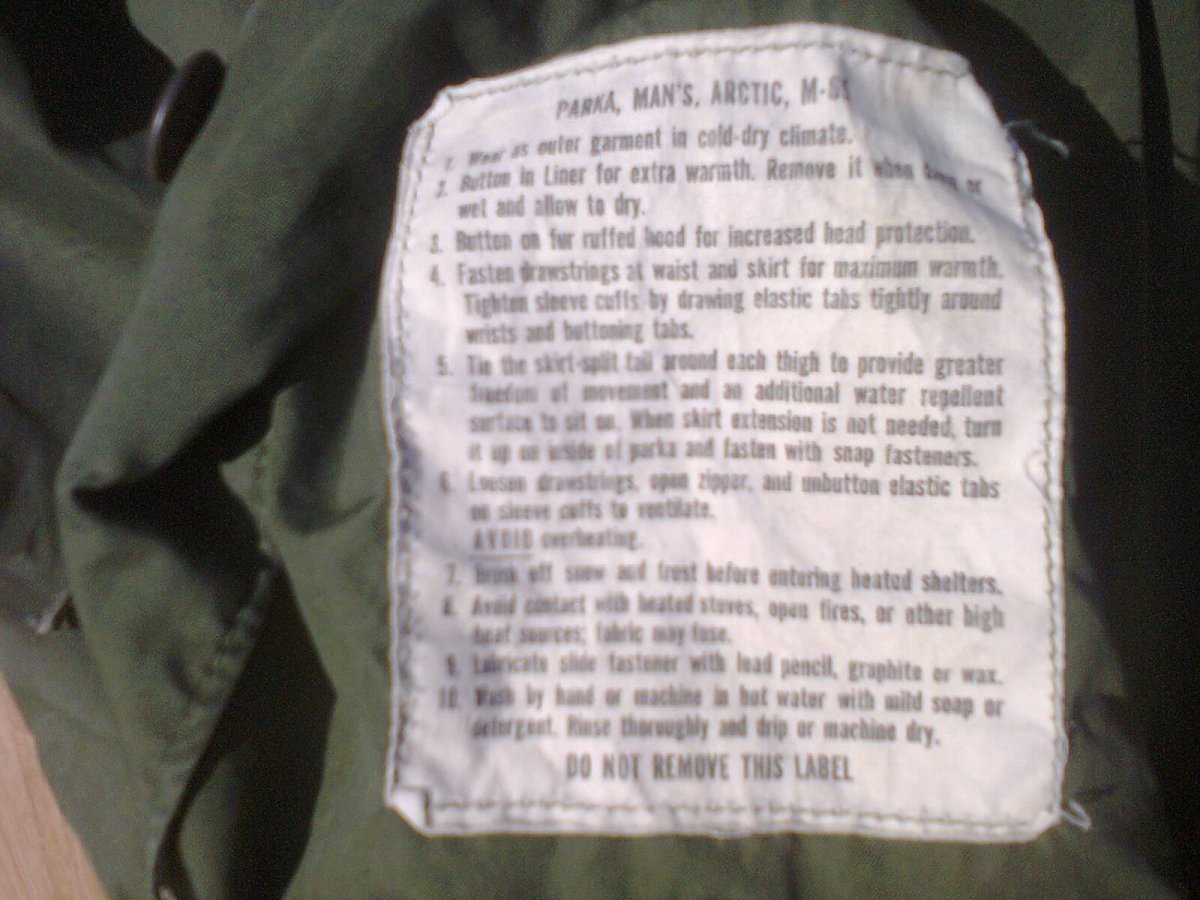 PARKA, MAN'S, ARCTIC, M-51
1. Wear as outer garment in cold-dry climate.
2. Button in Liner for extra warmth. Remove it when torn or
wet and allow to dry.
3. Button on fur ruffed hood for increased head protection.
4. Fasten drawstrings at waist and skirt for maximum warmth.
Tighten sleeve cuffs by drawing elastic tabs tightly around
wrists and buttoning tabs.
5. Tie the skirt-split tail around each thigh to provide greater
freedom of movement and an additional water repellent
surface to sit on. When skirt extension is not needed, turn
it up on inside of parka and fasten with snap fasteners.
6. Loosen drawstrings, open zipper, and unbutton elastic tabs
on sleeve cuffs to ventilate.
AVOID overheating.
7. Brush off snow and frost before entering heated shelters.
8. Avoid contact with heated stoves, open fires, or other high
heat sources; fabric may fuse.
9. Lubricate slide fastener with lead pencil, graphite or wax.
10. Wash by hand or machine in hot water with mild soap or
detergent. Rinse thoroughly and drip or machine dry.
DO NOT REMOVE THIS LABEL